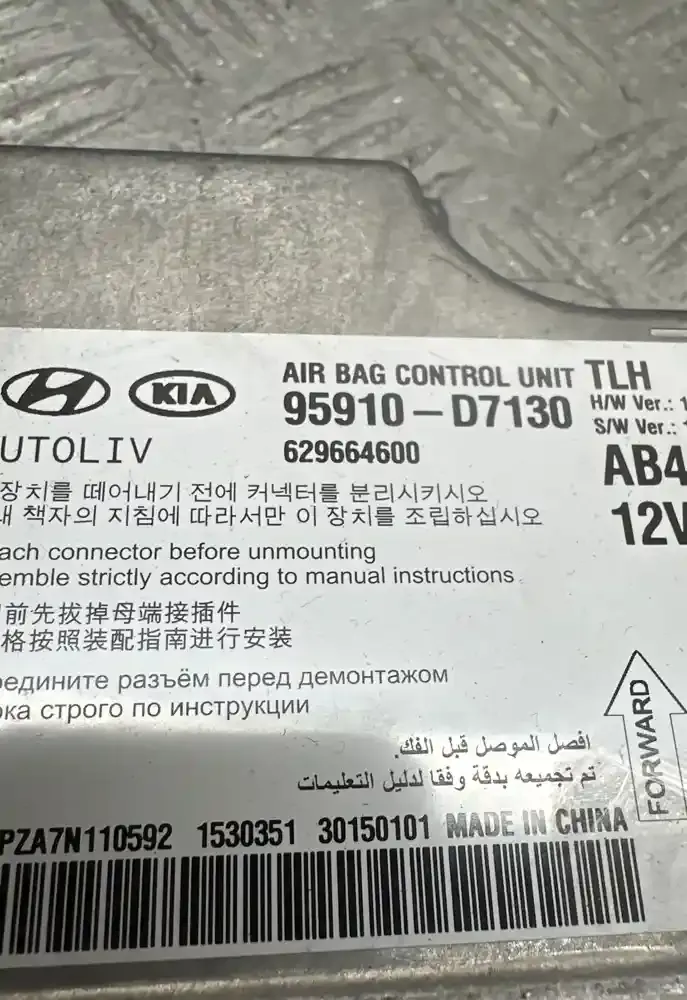 KIA
AIR BAG CONTROL UNIT TLH
95910-D7130
H/W Ver.: 1
S/W Ver.:
UTOLIV
629664600
AB4
12V
장치를 떼어내기 전에 커넥터를 분리시키시오
책자의 지침에 따라서만 이 장치를 조립하십시오
ach connector before unmounting
emble strictly according to manual instructions
前先拔掉母端接插件
格按照装配指南进行安装
едините разъём перед демонтажом
ка строго по инструкции
افصل الموصل قبل الفك.
تم تجميعه بدقة وفقا لدليل التعليمات
FORWARD
PZA7N110592 1530351 30150101 MADE IN CHINA